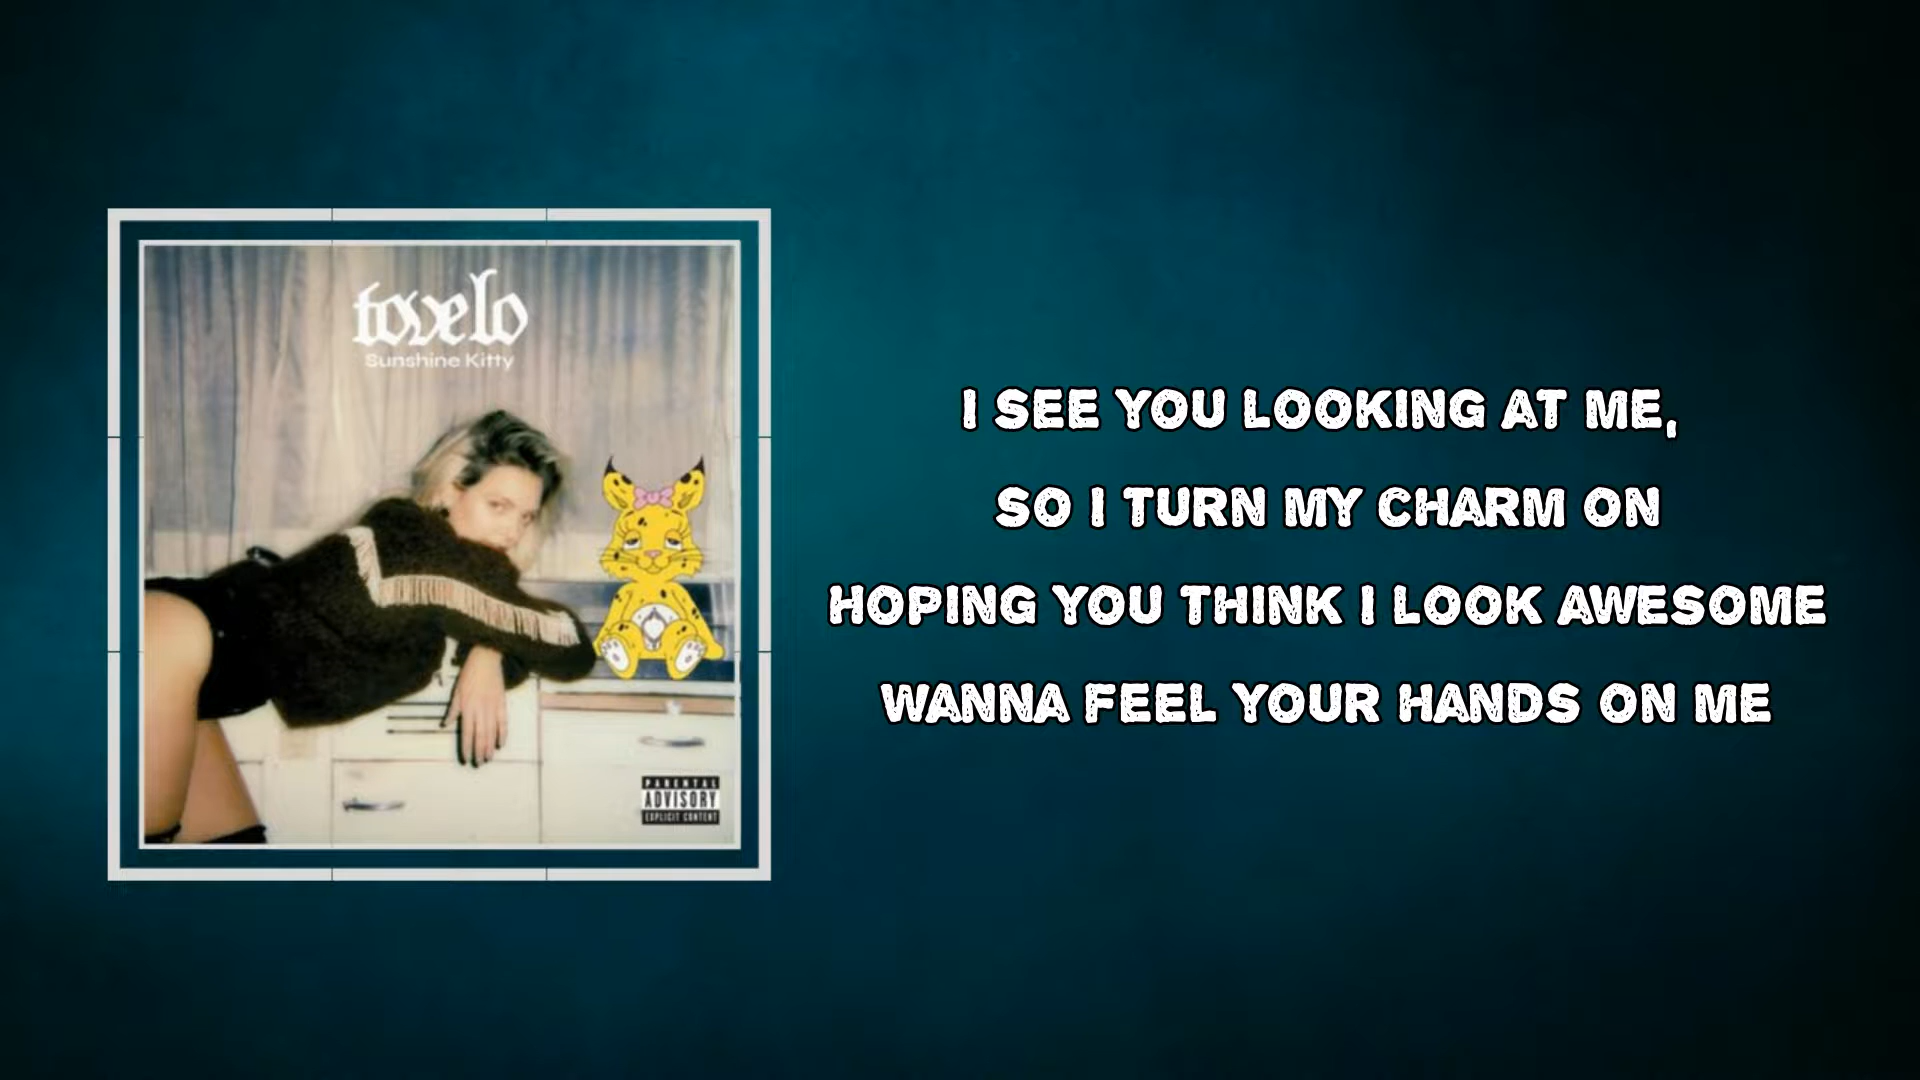 tove lo
Sunshine Kitty
PARENTAL
ADVISORY
EXPLICIT CONTENT
I SEE YOU LOOKING AT ME,
SO I TURN MY CHARM ON
HOPING YOU THINK I LOOK AWESOME
WANNA FEEL YOUR HANDS ON ME